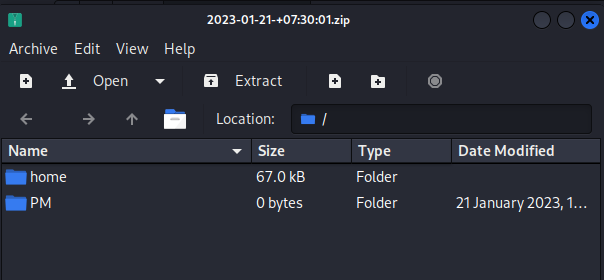 2023-01-21-+07:30:01.zip
Archive Edit View Help
Open Extract
Location: /
Name Size Type Date Modified
home 67.0 kB Folder
PM 0 bytes Folder 21 January 2023, 1...